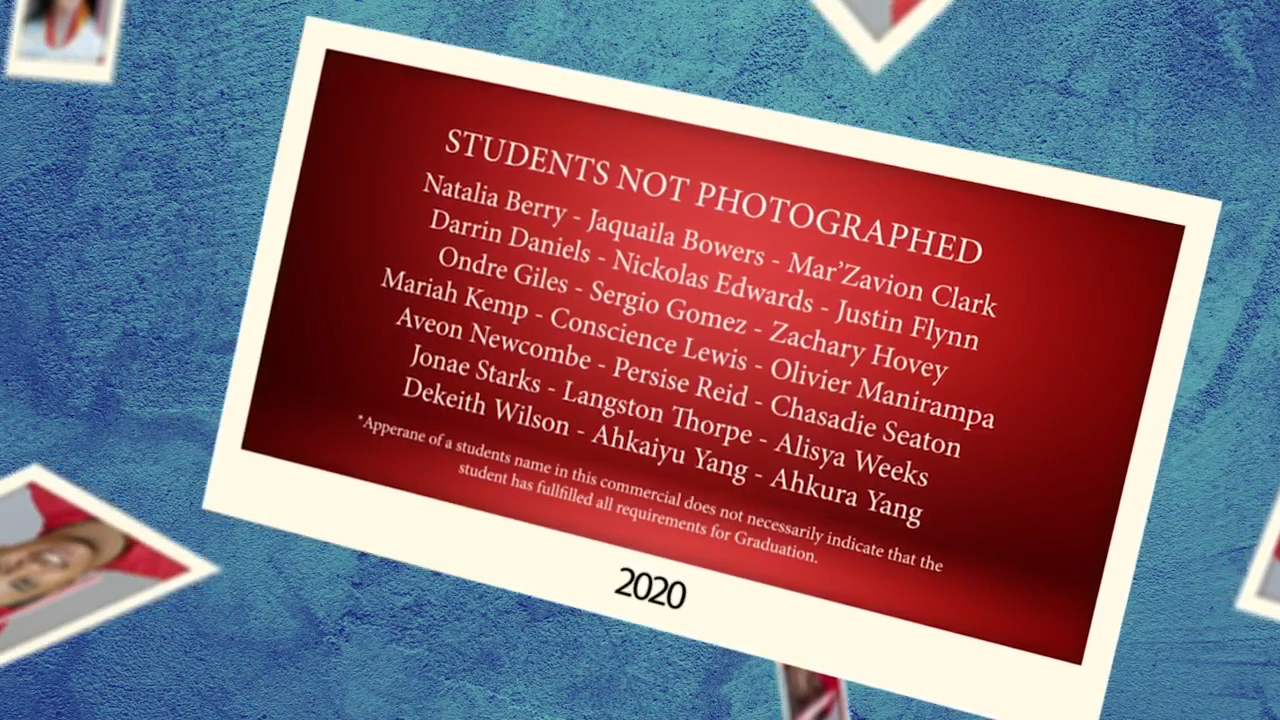 STUDENTS NOT PHOTOGRAPHED
Natalia Berry - Jaquaila Bowers - Mar’Zavion Clark
Darrin Daniels - Nickolas Edwards - Justin Flynn
Ondre Giles - Sergio Gomez - Zachary Hovey
Mariah Kemp - Conscience Lewis - Olivier Manirampa
Aveon Newcombe - Persise Reid - Chasadie Seaton
Jonae Starks - Langston Thorpe - Alisya Weeks
Dekeith Wilson - Ahkaiyu Yang - Ahkura Yang
*Apperane of a students name in this commercial does not necessarily indicate that the
student has fullfilled all requirements for Graduation.
2020